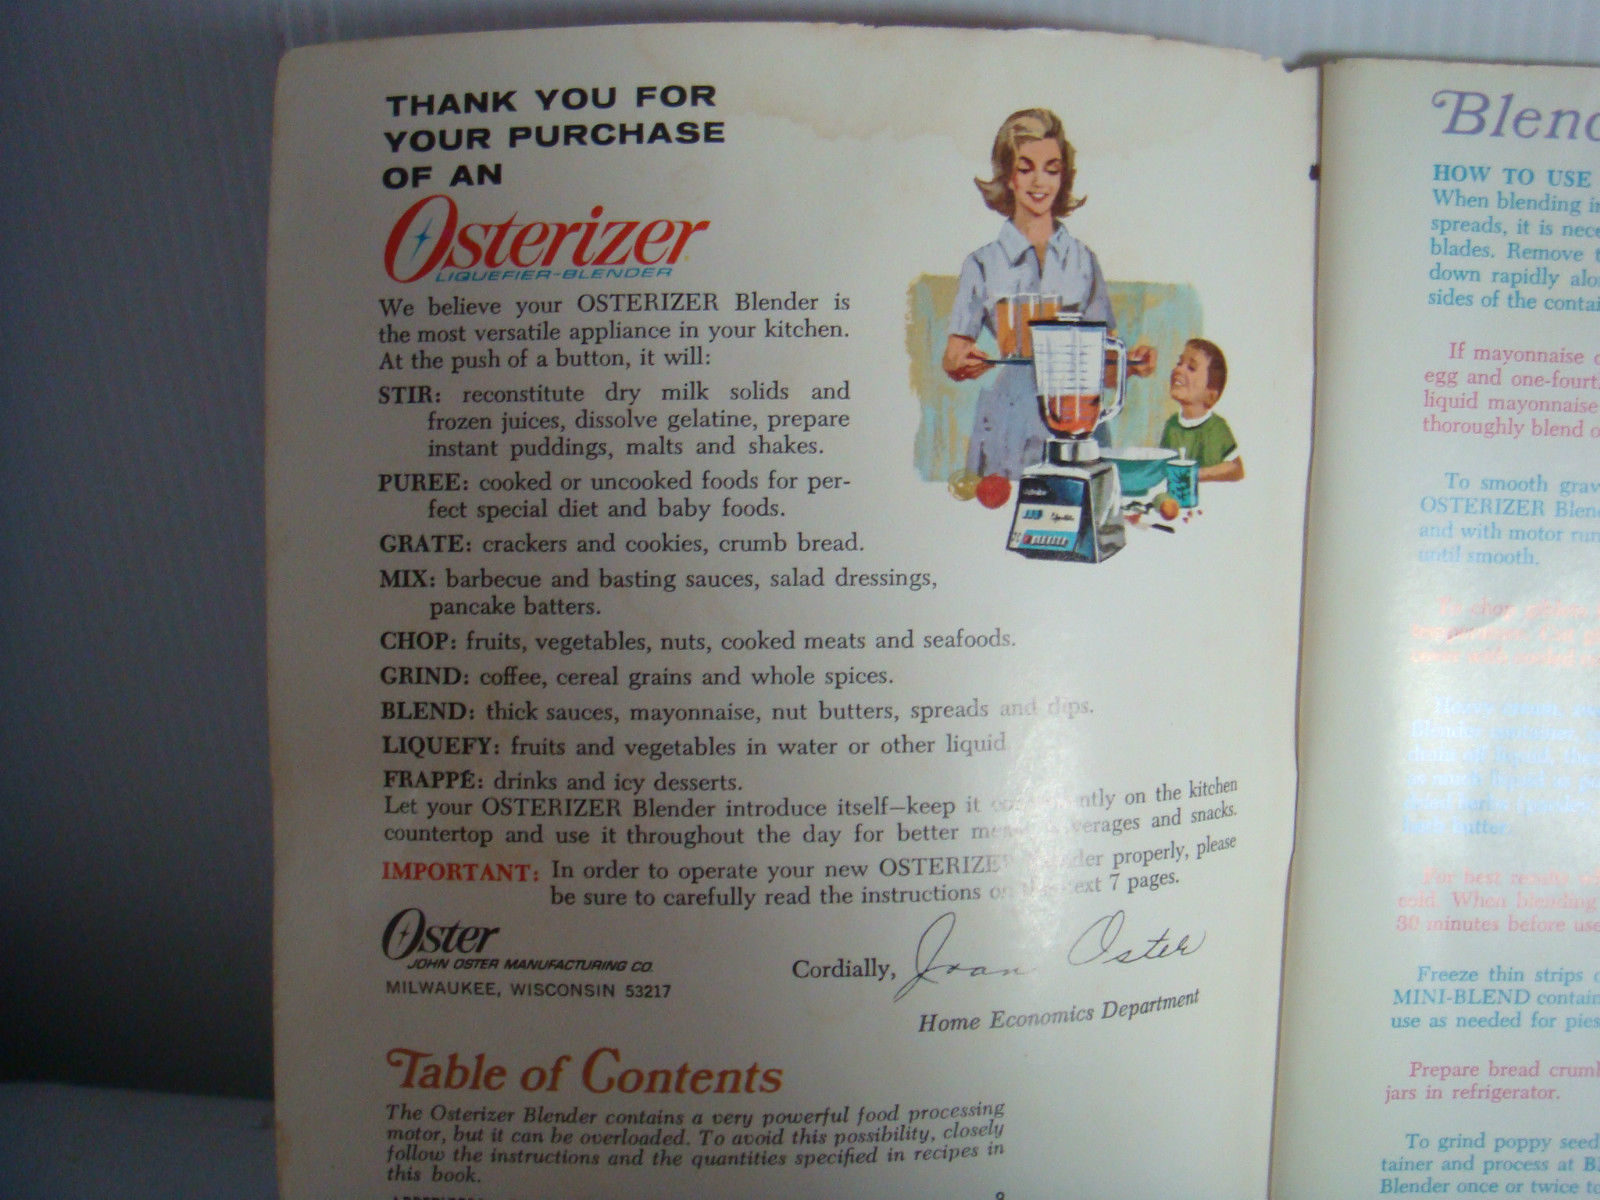 THANK YOU FOR
YOUR PURCHASE
OF AN
Osterizer
LIQUEFIER-BLENDER
We believe your OSTERIZER Blender is
the most versatile appliance in your kitchen.
At the push of a button, it will:
STIR: reconstitute dry milk solids and
frozen juices, dissolve gelatine, prepare
instant puddings, malts and shakes.
PUREE: cooked or uncooked foods for per-
fect special diet and baby foods.
GRATE: crackers and cookies, crumb bread.
MIX: barbecue and basting sauces, salad dressings,
pancake batters.
CHOP: fruits, vegetables, nuts, cooked meats and seafoods.
GRIND: coffee, cereal grains and whole spices.
BLEND: thick sauces, mayonnaise, nut butters, spreads and dips.
LIQUEFY: fruits and vegetables in water or other liquid
FRAPPÉ: drinks and icy desserts.
Let your OSTERIZER Blender introduce itself—keep it on the kitchen
countertop and use it throughout the day for better and snacks.
IMPORTANT: In order to operate your new OSTERIZER properly, please
be sure to carefully read the instructions 7 pages.
Oster
JOHN OSTER MANUFACTURING CO.
MILWAUKEE, WISCONSIN 53217
Cordially, Joan Oster
Home Economics Department
Table of Contents
The Osterizer Blender contains a very powerful food processing
motor, but it can be overloaded. To avoid this possibility, closely
follow the instructions and the quantities specified in recipes in
this book.
Blend
HOW TO USE
When blending
spreads, it is
blades. Remove
down rapidly
sides of the
If mayonnaise
egg and
liquid mayonnaise
thoroughly blend
To smooth
OSTERIZER
and with motor
until smooth.
For best results
cold. When blending
30 minutes before
Freeze thin strips
MINI-BLEND
use as needed for pies
Prepare bread
jars in refrigerator.
To grind poppy
tainer and process at
Blender once or twice